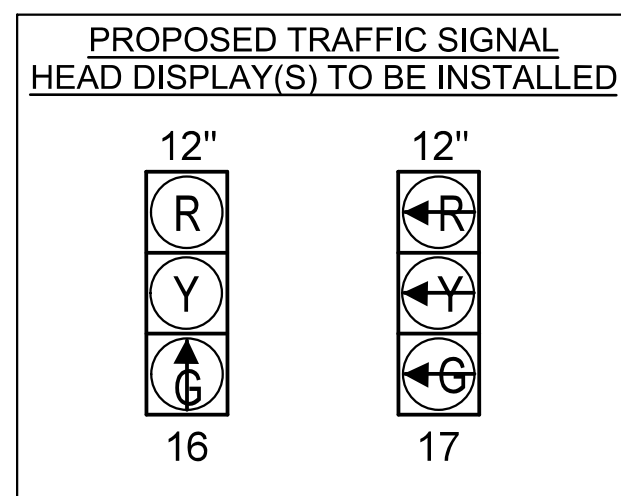 PROPOSED TRAFFIC SIGNAL
HEAD DISPLAY(S) TO BE INSTALLED
12" 12"
R R
Y Y
G G
16 17